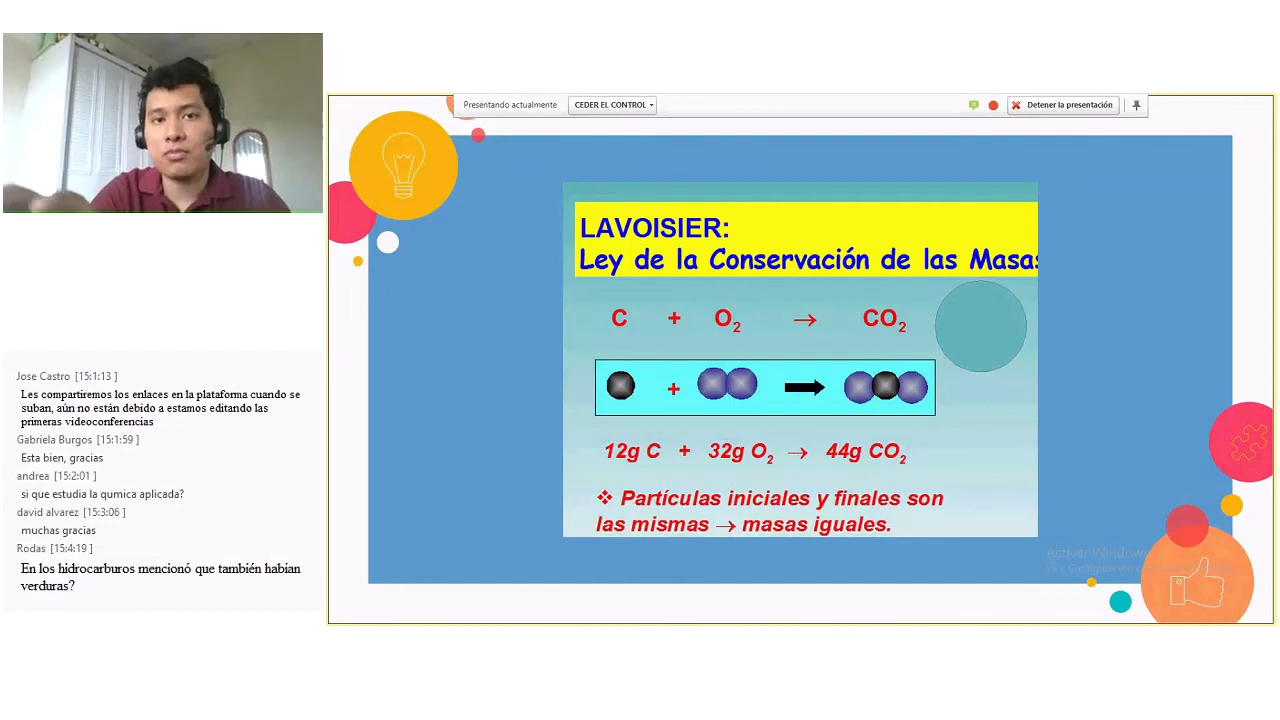 Presentando actualmente
CEDER EL CONTROL
Detener la presentación
LAVOISIER:
Ley de la Conservación de las Masas
C + O2 → CO2
+
12g C + 32g O2 → 44g CO2
❖ Partículas iniciales y finales son
las mismas → masas iguales.
Activar Windows
Jose Castro [15:1:13 ]
Les compartiremos los enlaces en la plataforma cuando se
suban, aún no están debido a estamos editando las
primeras videoconferencias
Gabriela Burgos [15:1:59 ]
Esta bien, gracias
andrea [15:2:01 ]
si que estudia la qumica aplicada?
david alvarez [15:3:06 ]
muchas gracias
Rodas [15:4:19 ]
En los hidrocarburos mencionó que también habían
verduras?